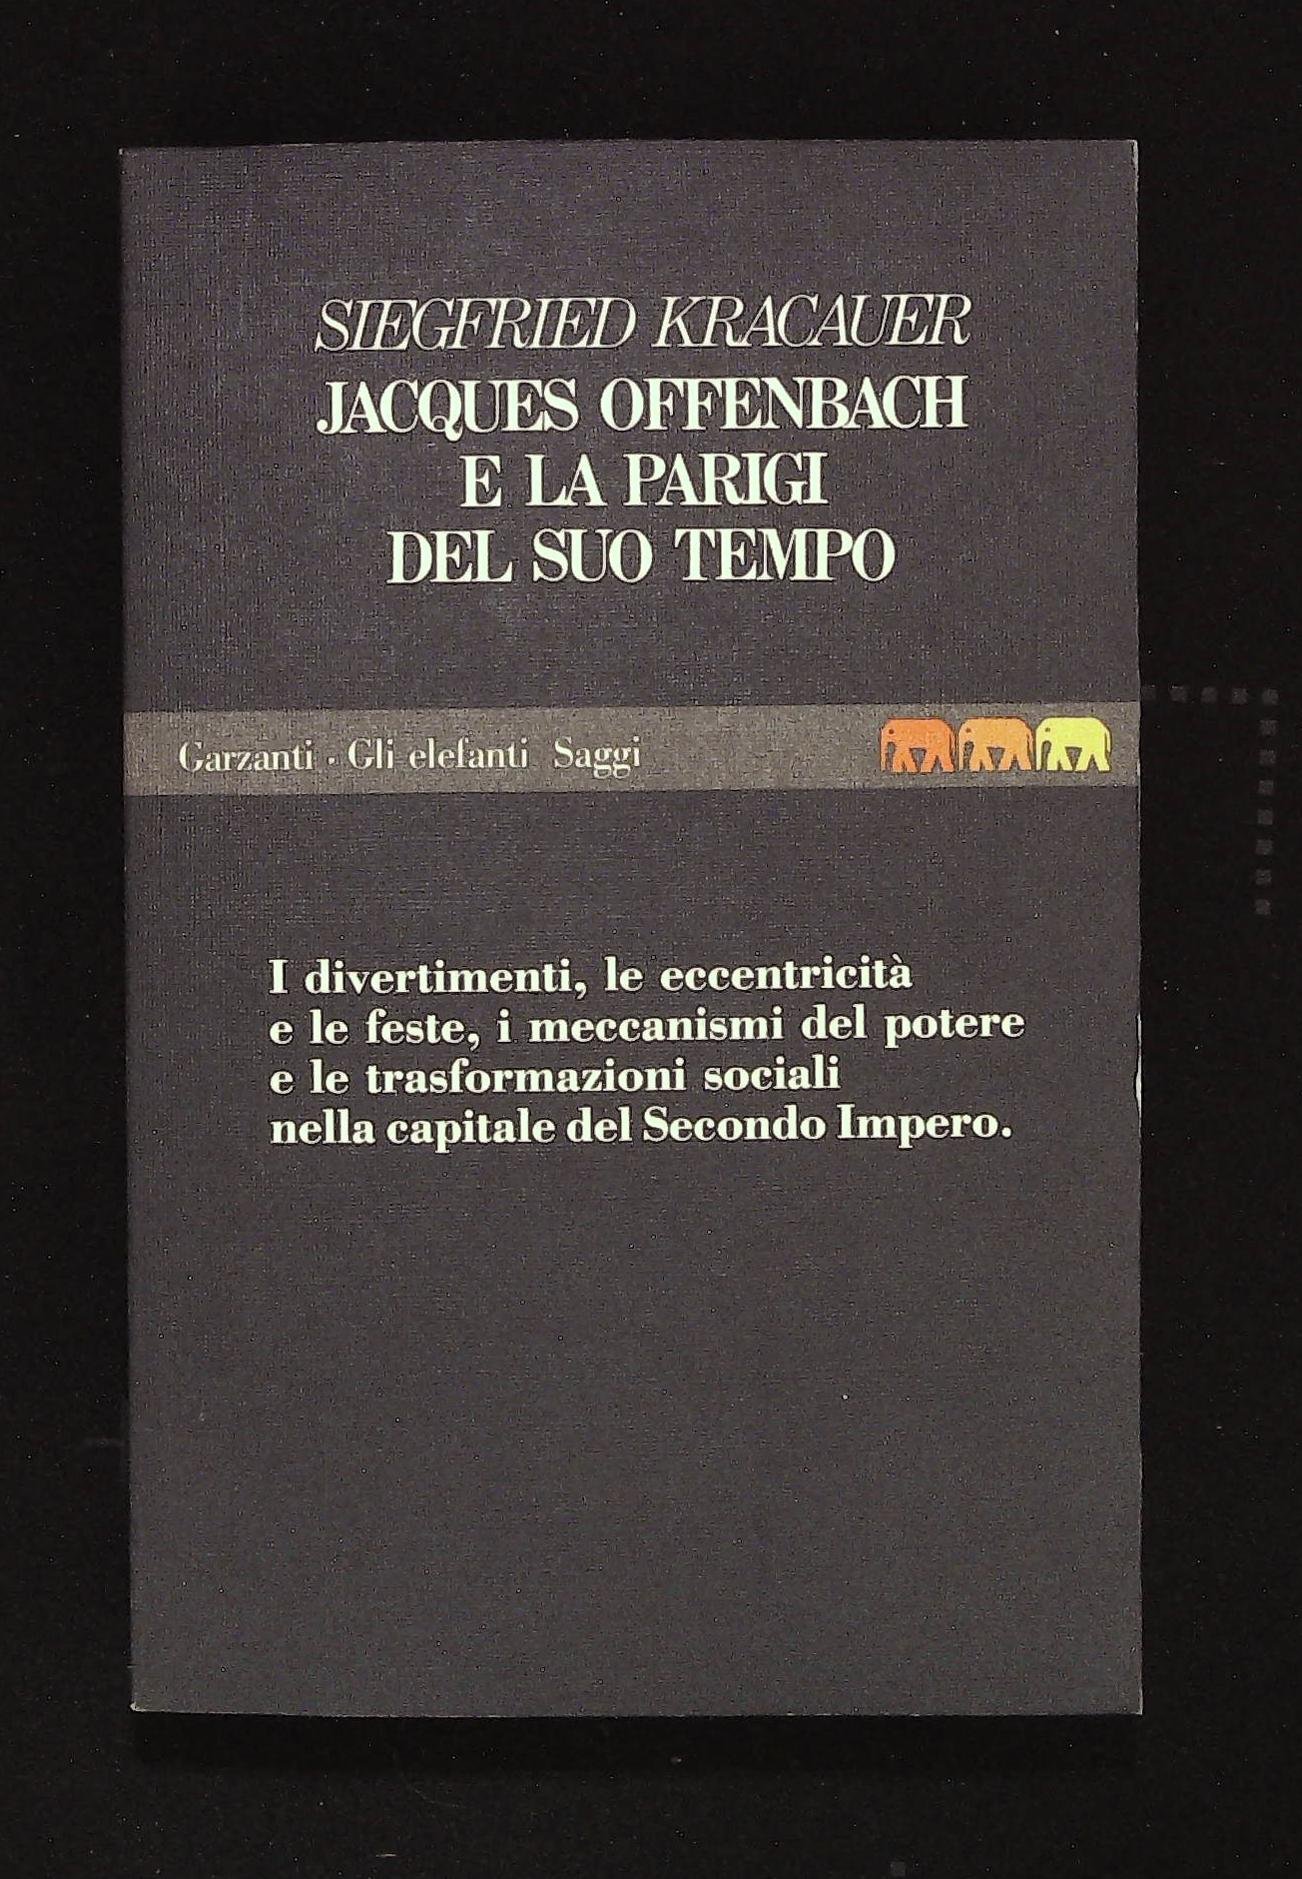 SIEGFRIED KRACAUER
JACQUES OFFENBACH
E LA PARIGI
DEL SUO TEMPO
Garzanti · Gli elefanti Saggi
I divertimenti, le eccentricità
e le feste, i meccanismi del potere
e le trasformazioni sociali
nella capitale del Secondo Impero.